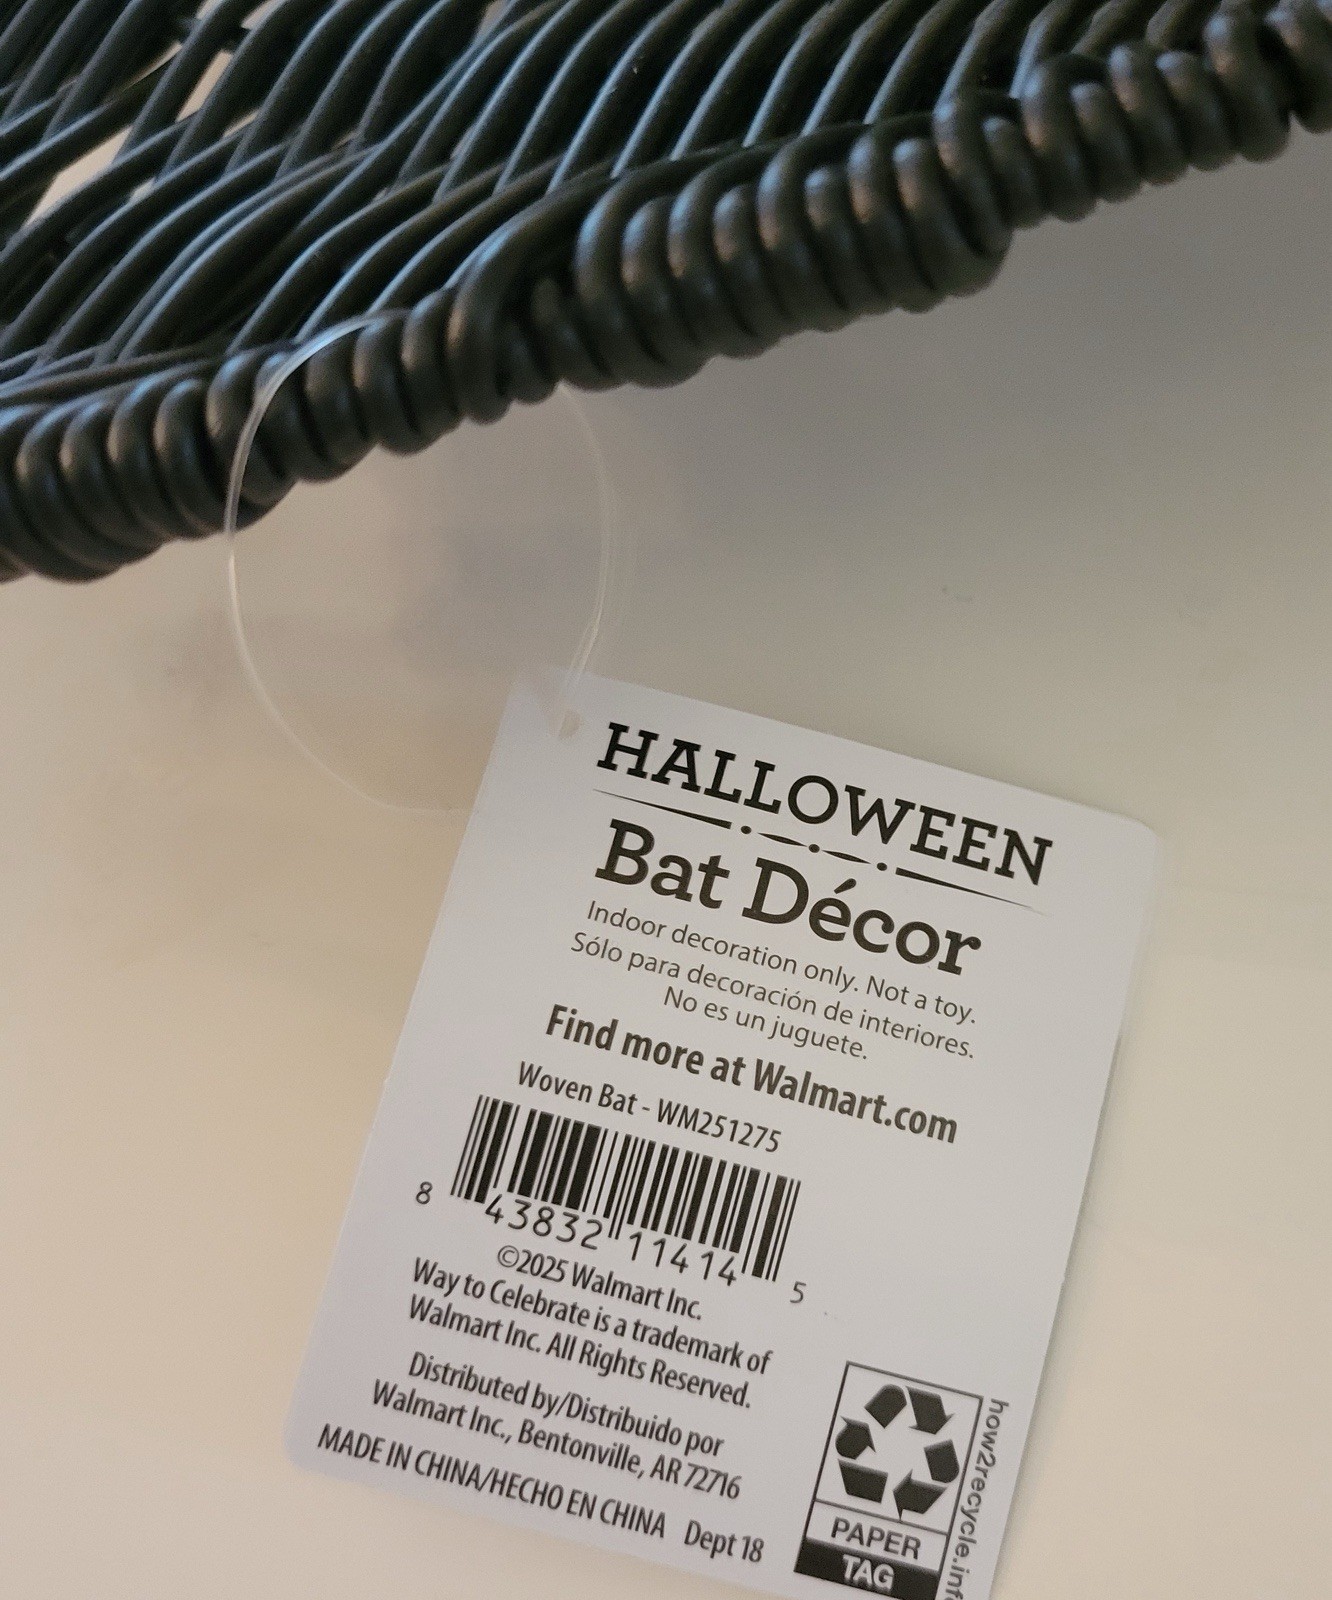 HALLOWEEN
Bat Décor
Indoor decoration only. Not a toy.
Sólo para decoración de interiores.
No es un juguete.
Find more at Walmart.com
Woven Bat - WM251275
8 43832 11414 5
©2025 Walmart Inc.
Way to Celebrate is a trademark of
Walmart Inc. All Rights Reserved.
Distributed by/Distribuido por
Walmart Inc., Bentonville, AR 72716
MADE IN CHINA/HECHO EN CHINA Dept 18
PAPER
TAG
how2recycle.info